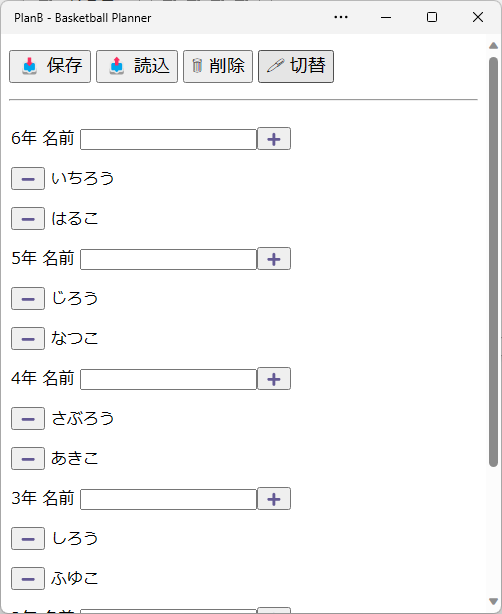 PlanB - Basketball Planner
保存 読込 削除 切替
6年 名前
いちろう
はるこ
5年 名前
じろう
なつこ
4年 名前
さぶろう
あきこ
3年 名前
しろう
ふゆこ